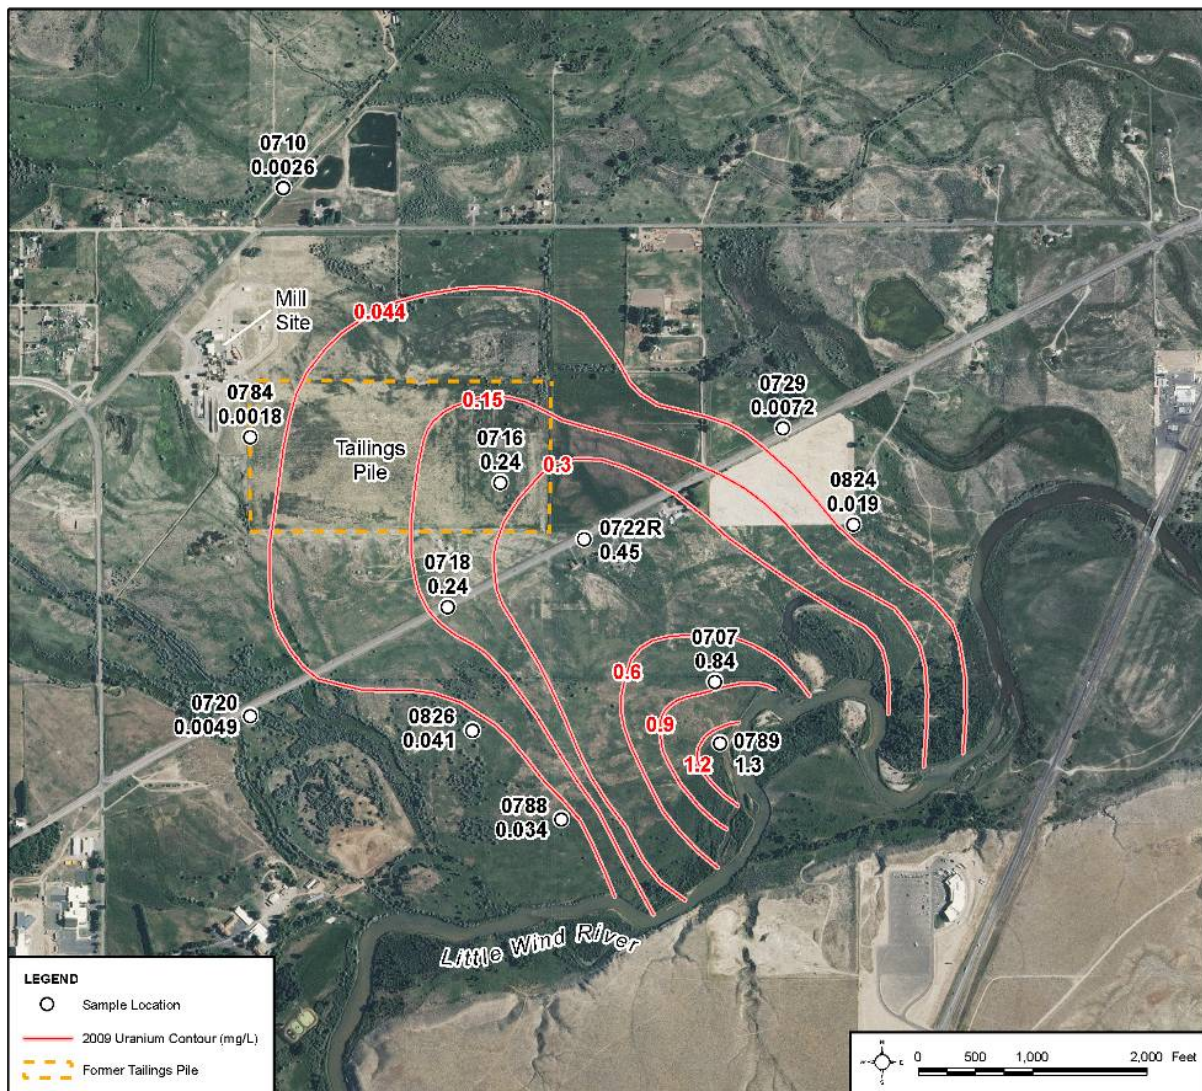 0710
0.0026
Mill
Site
0.044
0784
0.0018
0.15
0716
0.24
Tailings
Pile
0.3
0729
0.0072
0824
0.019
0722R
0.45
0718
0.24
0707
0.84
0.6
0720
0.0049
0826
0.041
0.9
0789
1.3
1.2
0788
0.034
Little Wind River
LEGEND
Sample Location
2009 Uranium Contour (mg/L)
Former Tailings Pile
N
W
E
S
0 500 1,000 2,000 Feet